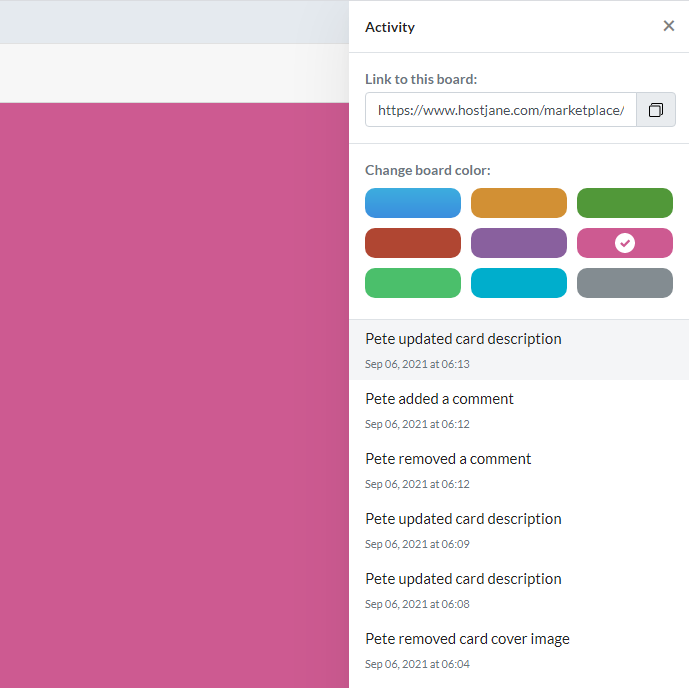 Activity
Link to this board:
https://www.hostjane.com/marketplace/
Change board color:
Pete updated card description
Sep 06, 2021 at 06:13
Pete added a comment
Sep 06, 2021 at 06:12
Pete removed a comment
Sep 06, 2021 at 06:12
Pete updated card description
Sep 06, 2021 at 06:09
Pete updated card description
Sep 06, 2021 at 06:08
Pete removed card cover image
Sep 06, 2021 at 06:04